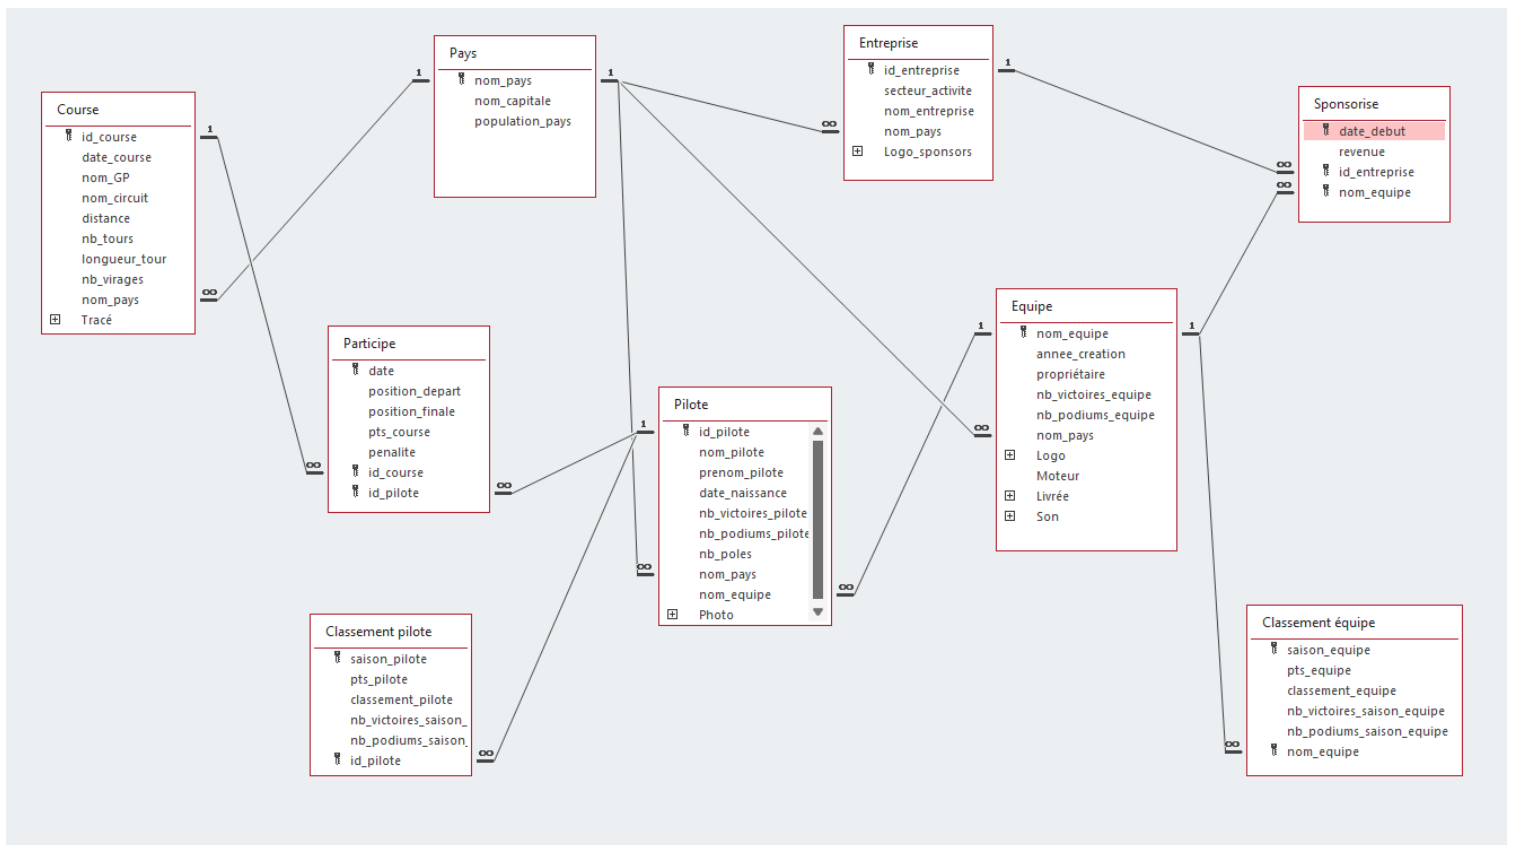 Course
id_course
date_course
nom_GP
nom_circuit
distance
nb_tours
longueur_tour
nb_virages
nom_pays
Tracé
1
∞
Pays
nom_pays
nom_capitale
population_pays
1
1
Entreprise
id_entreprise
secteur_activite
nom_entreprise
nom_pays
Logo_sponsors
∞
1
Sponsorise
date_debut
revenue
id_entreprise
nom_equipe
∞
∞
Participe
date
position_depart
position_finale
pts_course
penalite
id_course
id_pilote
∞
∞
Pilote
id_pilote
nom_pilote
prenom_pilote
date_naissance
nb_victoires_pilote
nb_podiums_pilote
nb_poles
nom_pays
nom_equipe
Photo
1
∞
∞
Equipe
nom_equipe
annee_creation
propriétaire
nb_victoires_equipe
nb_podiums_equipe
nom_pays
Logo
Moteur
Livrée
Son
1
∞
1
Classement pilote
saison_pilote
pts_pilote
classement_pilote
nb_victoires_saison_
nb_podiums_saison_
id_pilote
∞
Classement équipe
saison_equipe
pts_equipe
classement_equipe
nb_victoires_saison_equipe
nb_podiums_saison_equipe
nom_equipe
∞